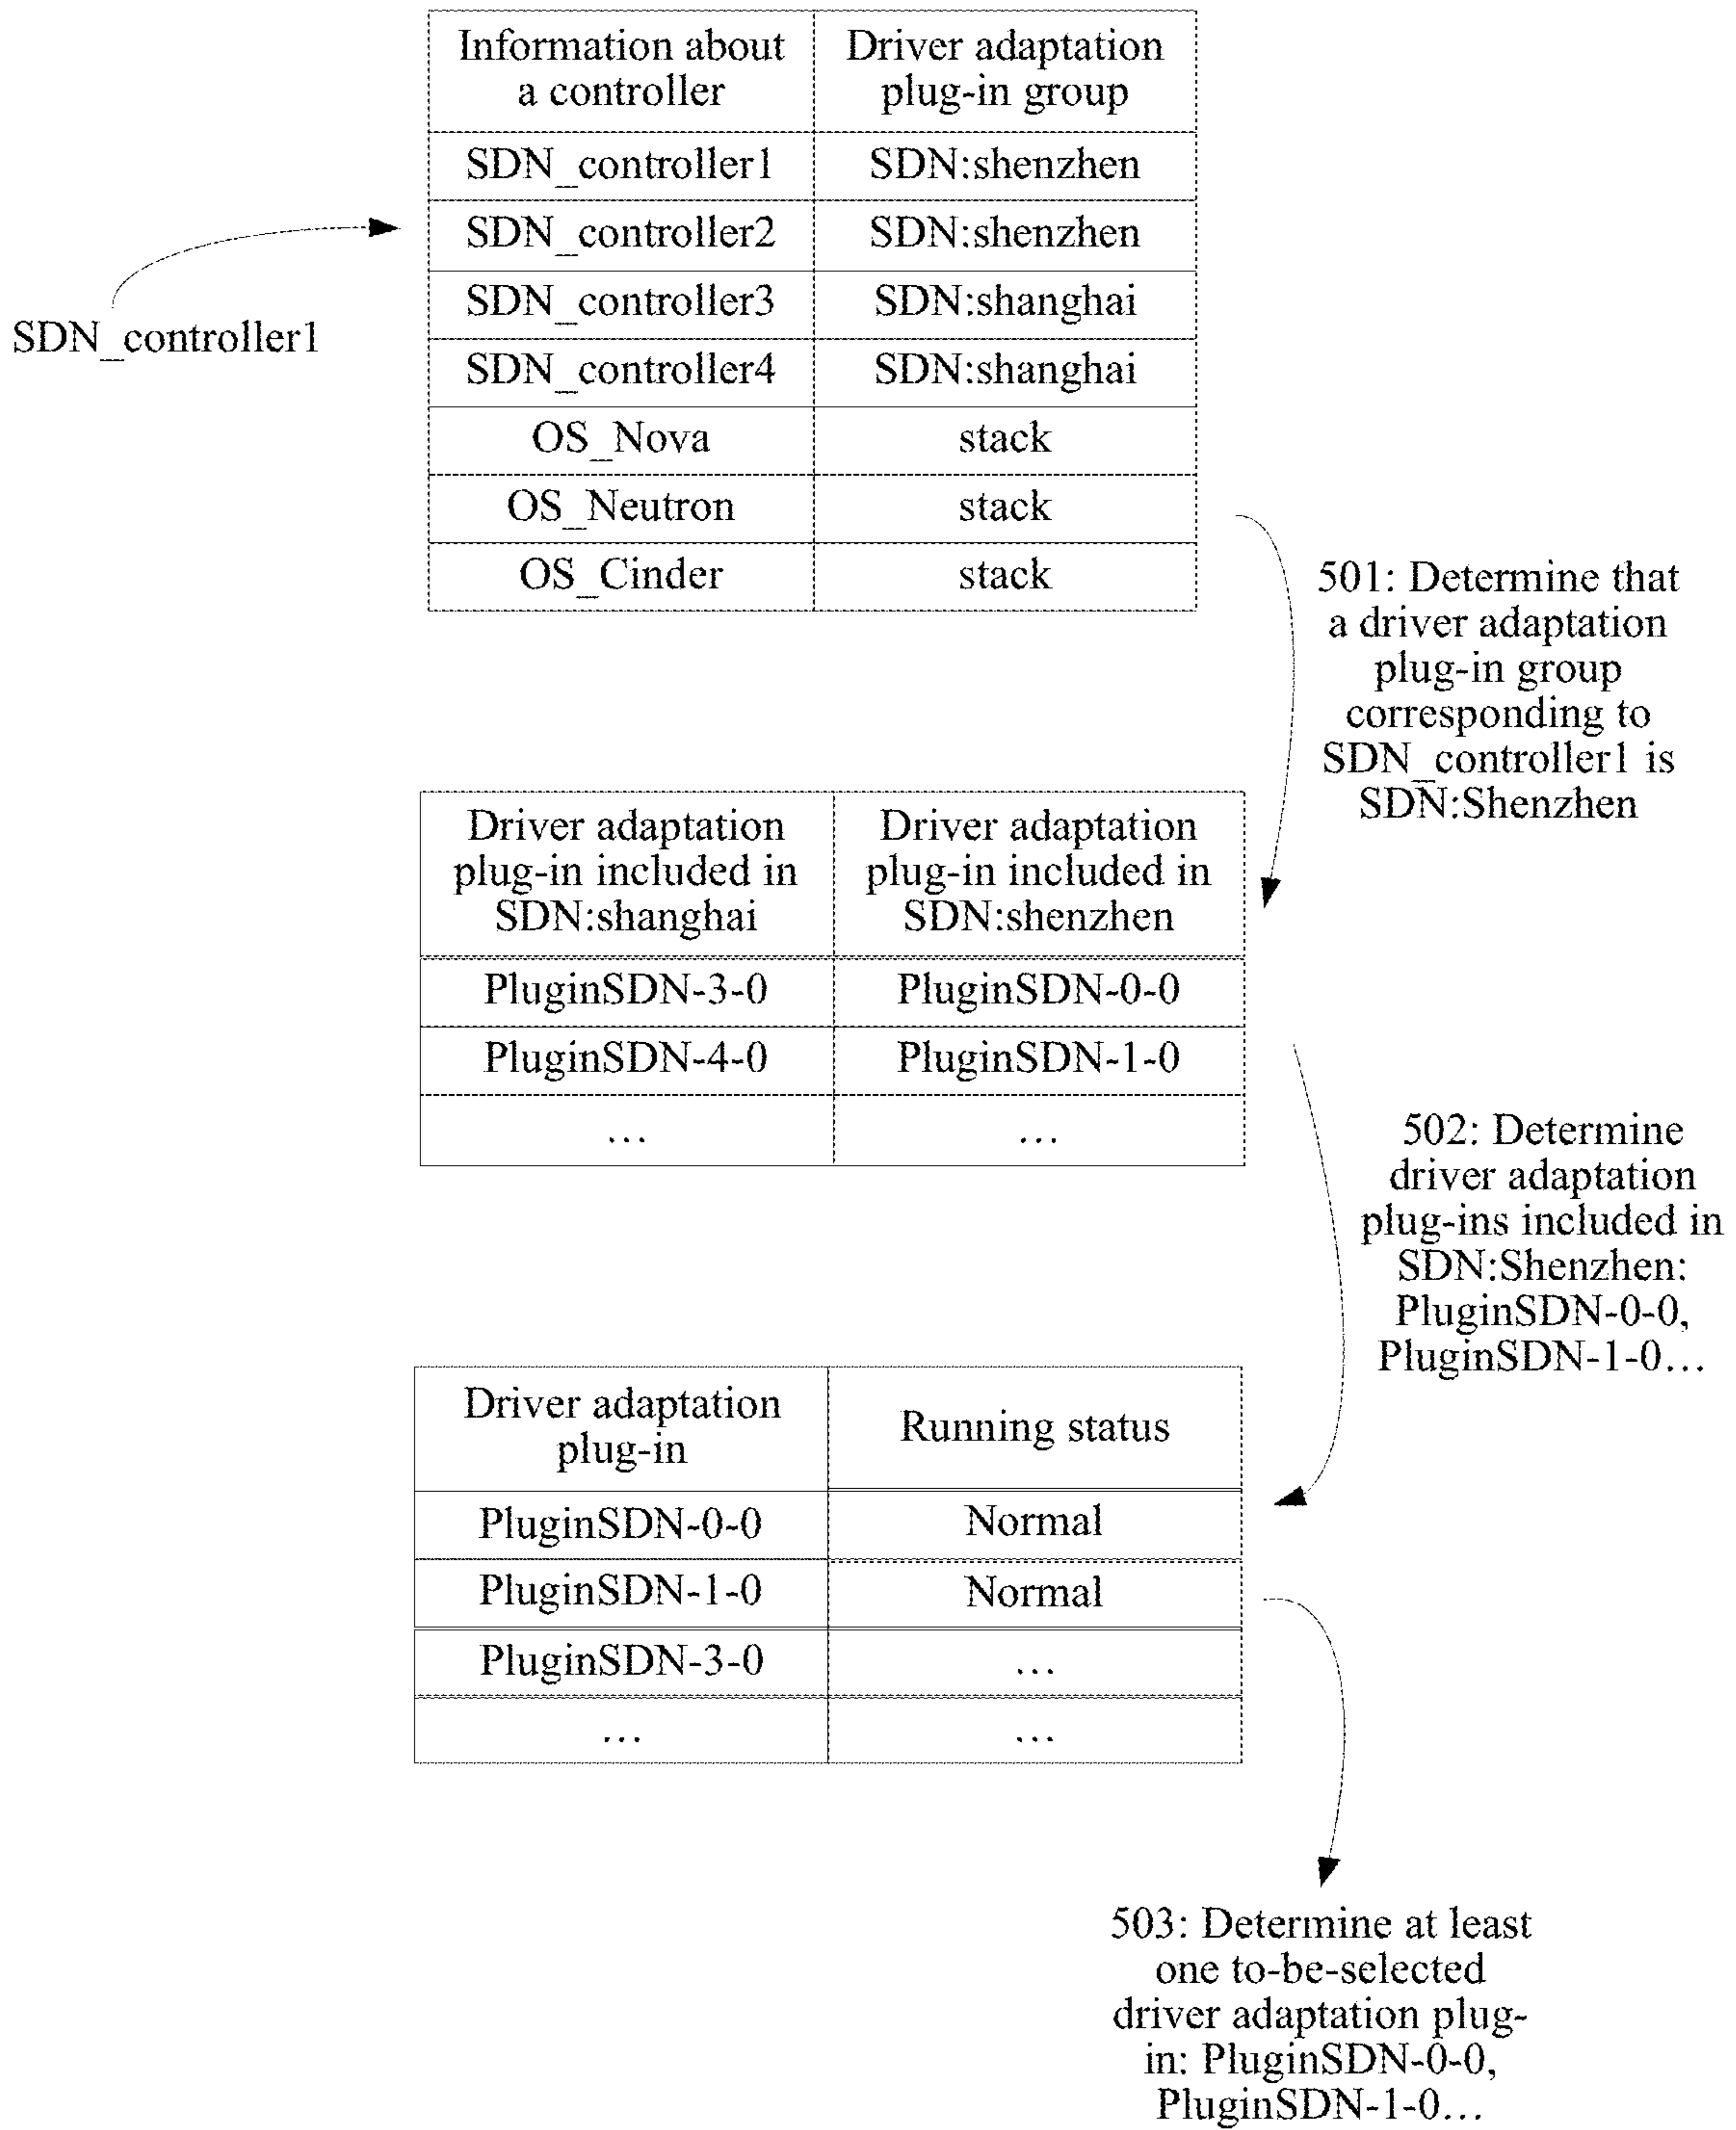 Information about
a controller
Driver adaptation
plug-in group
SDN_controller1
SDN:shenzhen
SDN_controller2
SDN:shenzhen
SDN_controller3
SDN:shanghai
SDN_controller4
SDN:shanghai
OS_Nova
stack
OS_Neutron
stack
OS_Cinder
stack
SDN_controller1
501: Determine that
a driver adaptation
plug-in group
corresponding to
SDN_controller1 is
SDN:Shenzhen
Driver adaptation
plug-in included in
SDN:shanghai
Driver adaptation
plug-in included in
SDN:shenzhen
PluginSDN-3-0
PluginSDN-0-0
PluginSDN-4-0
PluginSDN-1-0
…
…
502: Determine
driver adaptation
plug-ins included in
SDN:Shenzhen:
PluginSDN-0-0,
PluginSDN-1-0…
Driver adaptation
plug-in
Running status
PluginSDN-0-0
Normal
PluginSDN-1-0
Normal
PluginSDN-3-0
…
…
…
503: Determine at least
one to-be-selected
driver adaptation plug-
in: PluginSDN-0-0,
PluginSDN-1-0…